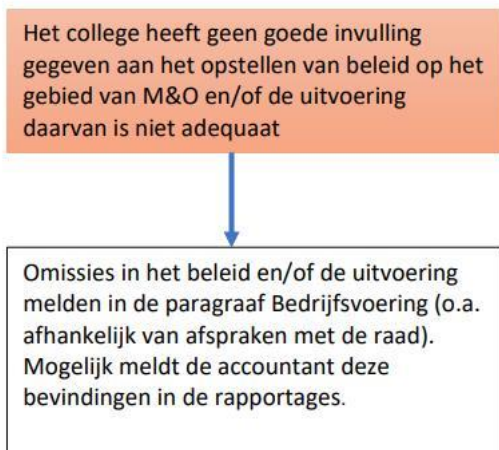 Het college heeft geen goede invulling
gegeven aan het opstellen van beleid op het
gebied van M&O en/of de uitvoering
daarvan is niet adequaat
Omissies in het beleid en/of de uitvoering
melden in de paragraaf Bedrijfsvoering (o.a.
afhankelijk van afspraken met de raad).
Mogelijk meldt de accountant deze
bevindingen in de rapportages.